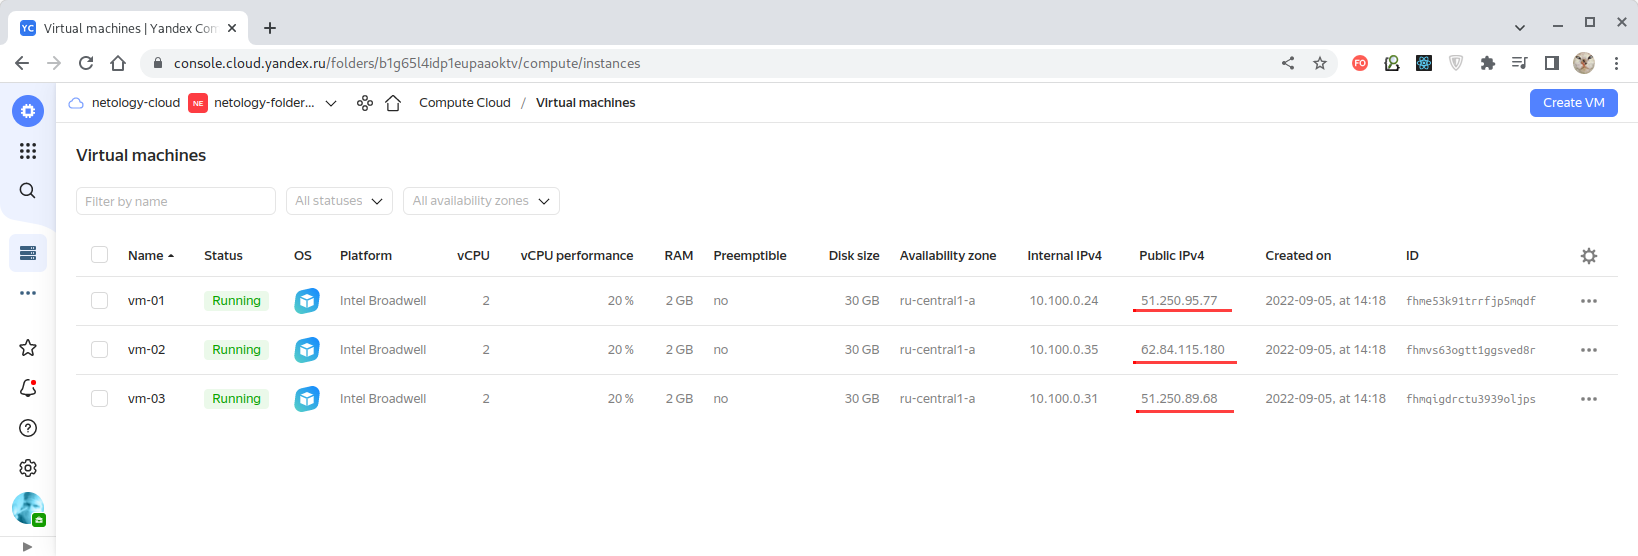 YC Virtual machines | Yandex Com
console.cloud.yandex.ru/folders/b1g65l4idp1eupaaoktv/compute/instances FO
netology-cloud NE netology-folder... Compute Cloud / Virtual machines Create VM
Virtual machines
Filter by name All statuses All availability zones
Name Status OS Platform vCPU vCPU performance RAM Preemptible Disk size Availability zone Internal IPv4 Public IPv4 Created on ID
vm-01 Running Intel Broadwell 2 20 % 2 GB no 30 GB ru-central1-a 10.100.0.24 51.250.95.77 2022-09-05, at 14:18 fhme53k91trrfjp5mqdf
vm-02 Running Intel Broadwell 2 20 % 2 GB no 30 GB ru-central1-a 10.100.0.35 62.84.115.180 2022-09-05, at 14:18 fhmvs63ogtt1ggsved8r
vm-03 Running Intel Broadwell 2 20 % 2 GB no 30 GB ru-central1-a 10.100.0.31 51.250.89.68 2022-09-05, at 14:18 fhmqigdrctu3939oljps